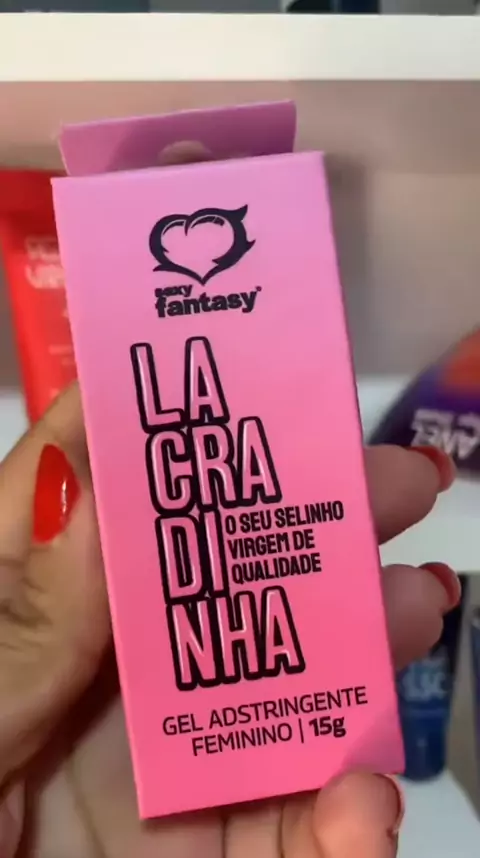 sexy
fantasy
LA
CRA
DI
NHA
O SEU SELINHO
VIRGEM DE
QUALIDADE
GEL ADSTRINGENTE
FEMININO | 15g